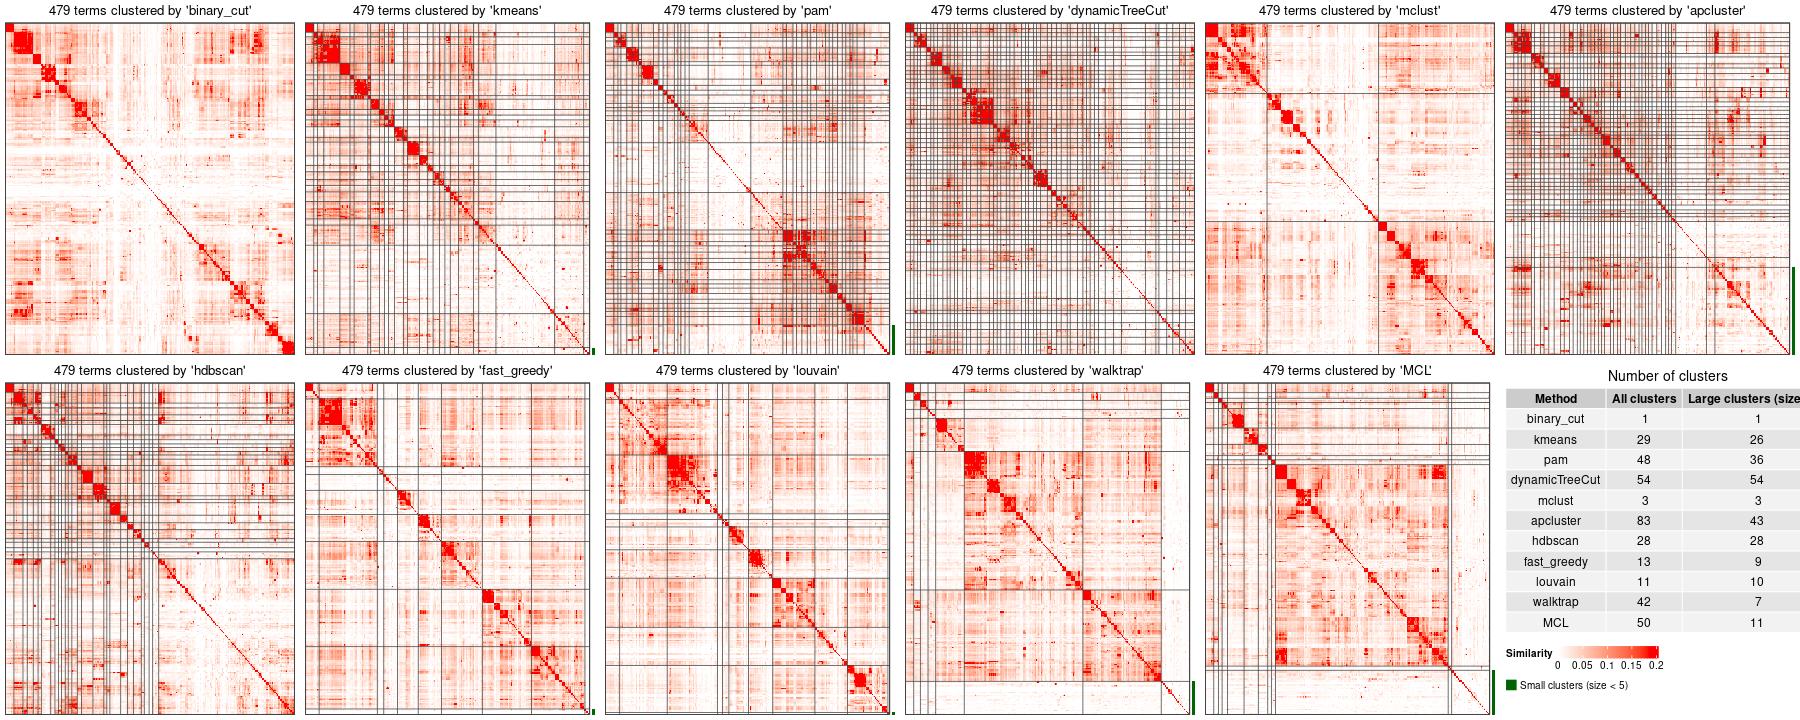 479 terms clustered by 'binary_cut'
479 terms clustered by 'kmeans'
479 terms clustered by 'pam'
479 terms clustered by 'dynamicTreeCut'
479 terms clustered by 'mclust'
479 terms clustered by 'apcluster'
479 terms clustered by 'hdbscan'
479 terms clustered by 'fast_greedy'
479 terms clustered by 'louvain'
479 terms clustered by 'walktrap'
479 terms clustered by 'MCL'
Number of clusters
Method All clusters Large clusters (size
binary_cut 1 1
kmeans 29 26
pam 48 36
dynamicTreeCut 54 54
mclust 3 3
apcluster 83 43
hdbscan 28 28
fast_greedy 13 9
louvain 11 10
walktrap 42 7
MCL 50 11
Similarity
0 0.05 0.1 0.15 0.2
Small clusters (size < 5)